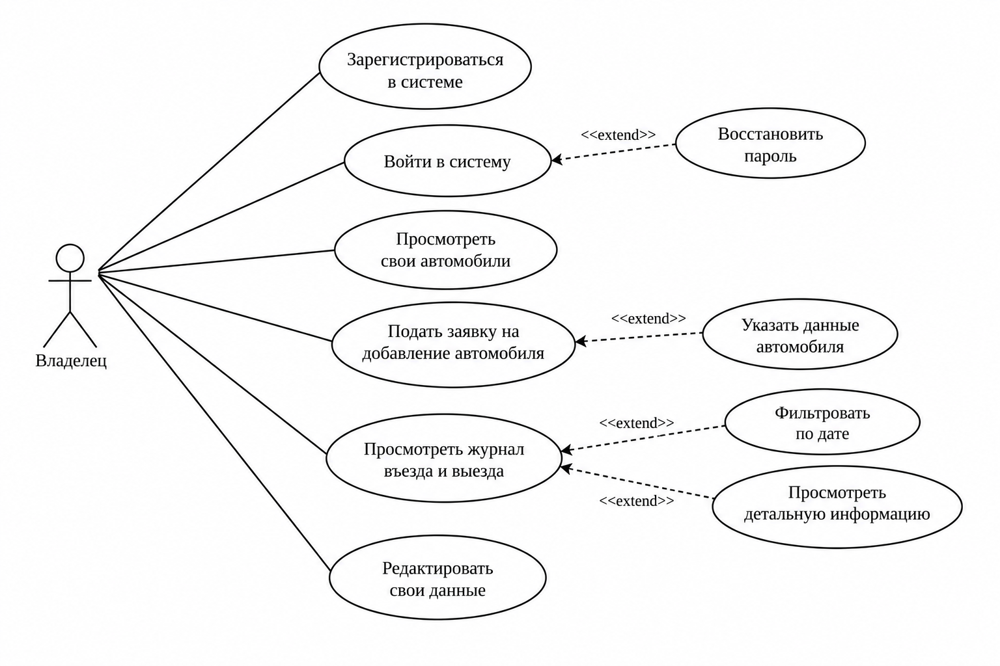 Зарегистрироваться
в системе
<<extend>>
Восстановить
пароль
Войти в систему
Просмотреть
свои автомобили
Владелец
Подать заявку на
добавление автомобиля
<<extend>>
Указать данные
автомобиля
Просмотреть журнал
въезда и выезда
<<extend>>
Фильтровать
по дате
<<extend>>
Просмотреть
детальную информацию
Редактировать
свои данные